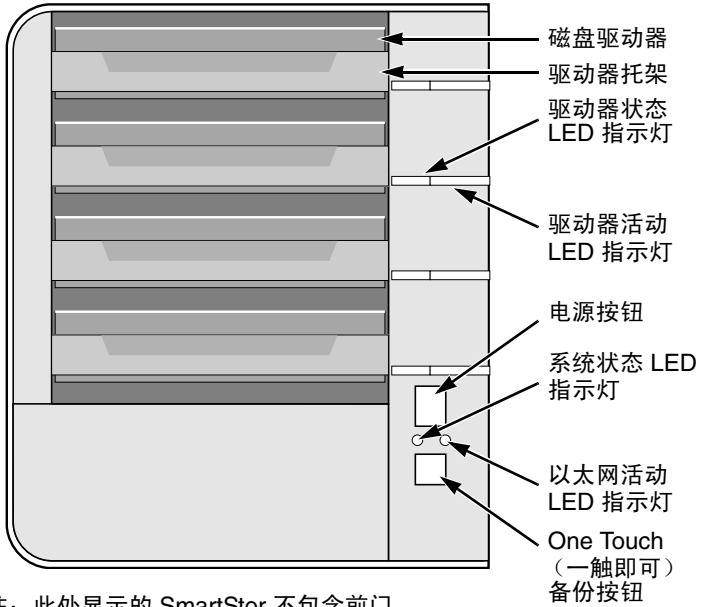 磁盘驱动器
驱动器托架
驱动器状态
LED 指示灯
驱动器活动
LED 指示灯
电源按钮
系统状态 LED
指示灯
以太网活动
LED 指示灯
One Touch
（一触即可）
备份按钮
此处显示的 SmartStor 不包含前门